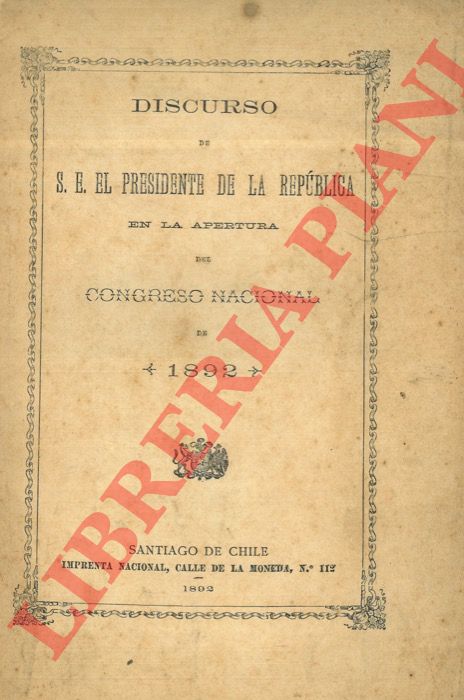 DISCURSO
DE
S. E. EL PRESIDENTE DE LA REPÚBLICA
EN LA APERTURA
DEL
CONGRESO NACIONAL
DE
1892
SANTIAGO DE CHILE
IMPRENTA NACIONAL, CALLE DE LA MONEDA, N.º 112
1892
LIBRERIA PIANI